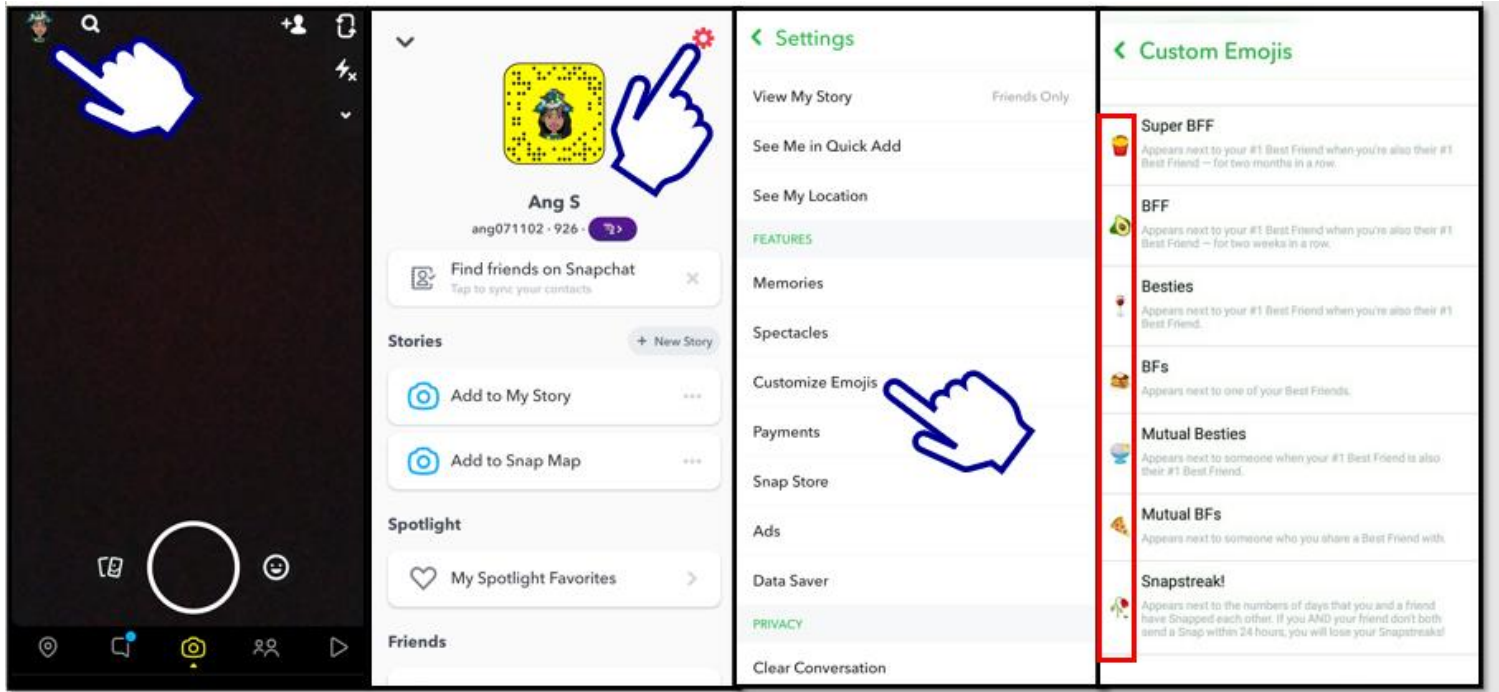 Ang S
ang071102 · 926 ·
Find friends on Snapchat
Tap to sync your contacts
Stories
+ New Story
Add to My Story
Add to Snap Map
Spotlight
My Spotlight Favorites
Friends
Settings
View My Story
Friends Only
See Me in Quick Add
See My Location
FEATURES
Memories
Spectacles
Customize Emojis
Payments
Snap Store
Ads
Data Saver
PRIVACY
Clear Conversation
Custom Emojis
Super BFF
Appears next to your #1 Best Friend when you're also their #1
Best Friend — for two months in a row.
BFF
Appears next to your #1 Best Friend when you're also their #1
Best Friend — for two weeks in a row.
Besties
Appears next to your #1 Best Friend when you're also their #1
Best Friend.
BFs
Appears next to one of your Best Friends.
Mutual Besties
Appears next to someone when your #1 Best Friend is also
their #1 Best Friend.
Mutual BFs
Appears next to someone who you share a Best Friend with.
Snapstreak!
Appears next to the numbers of days that you and a friend
have Snapped each other. If you AND your friend don't both
send a Snap within 24 hours, you will lose your Snapstreaks!